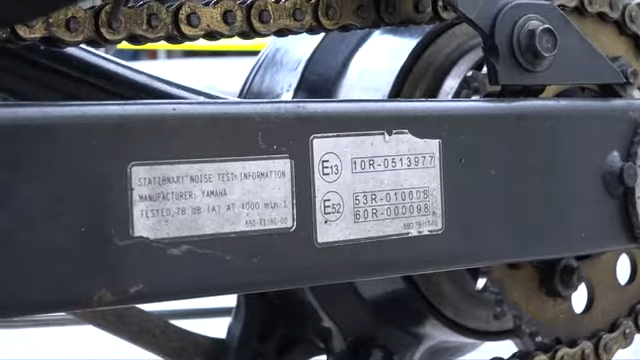 STATIONARY NOISE TEST INFORMATION
MANUFACTURER: YAMAHA
TESTED 78 dB (A) AT 4000 min-1
E13
10R-0513977
E52
53R-010608
60R-000098